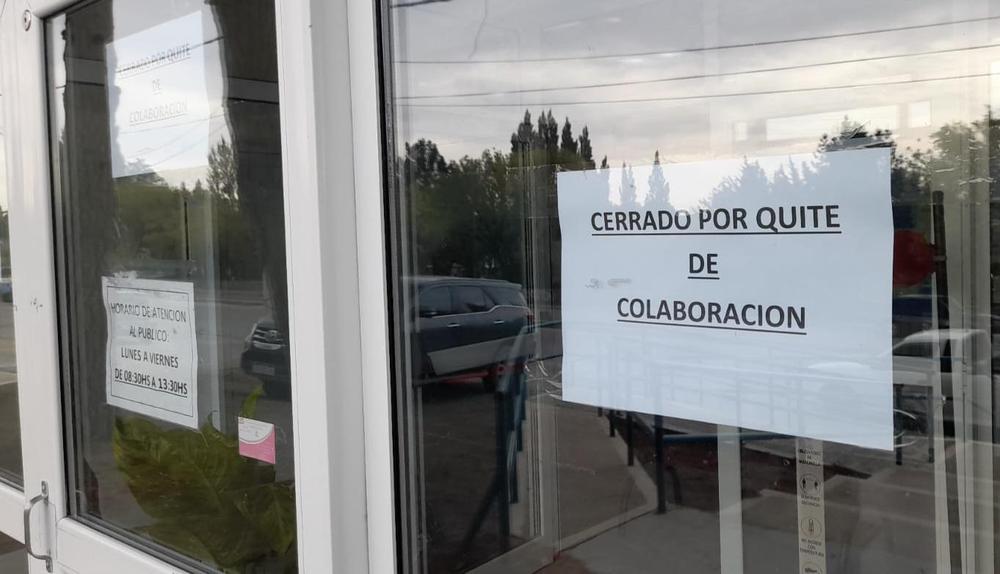 CERRADO POR QUITE
DE
COLABORACION
HORARIO DE ATENCION
AL PUBLICO:
LUNES A VIERNES
DE 08:30HS A 13:30HS
CERRADO POR QUITE
DE
COLABORACION